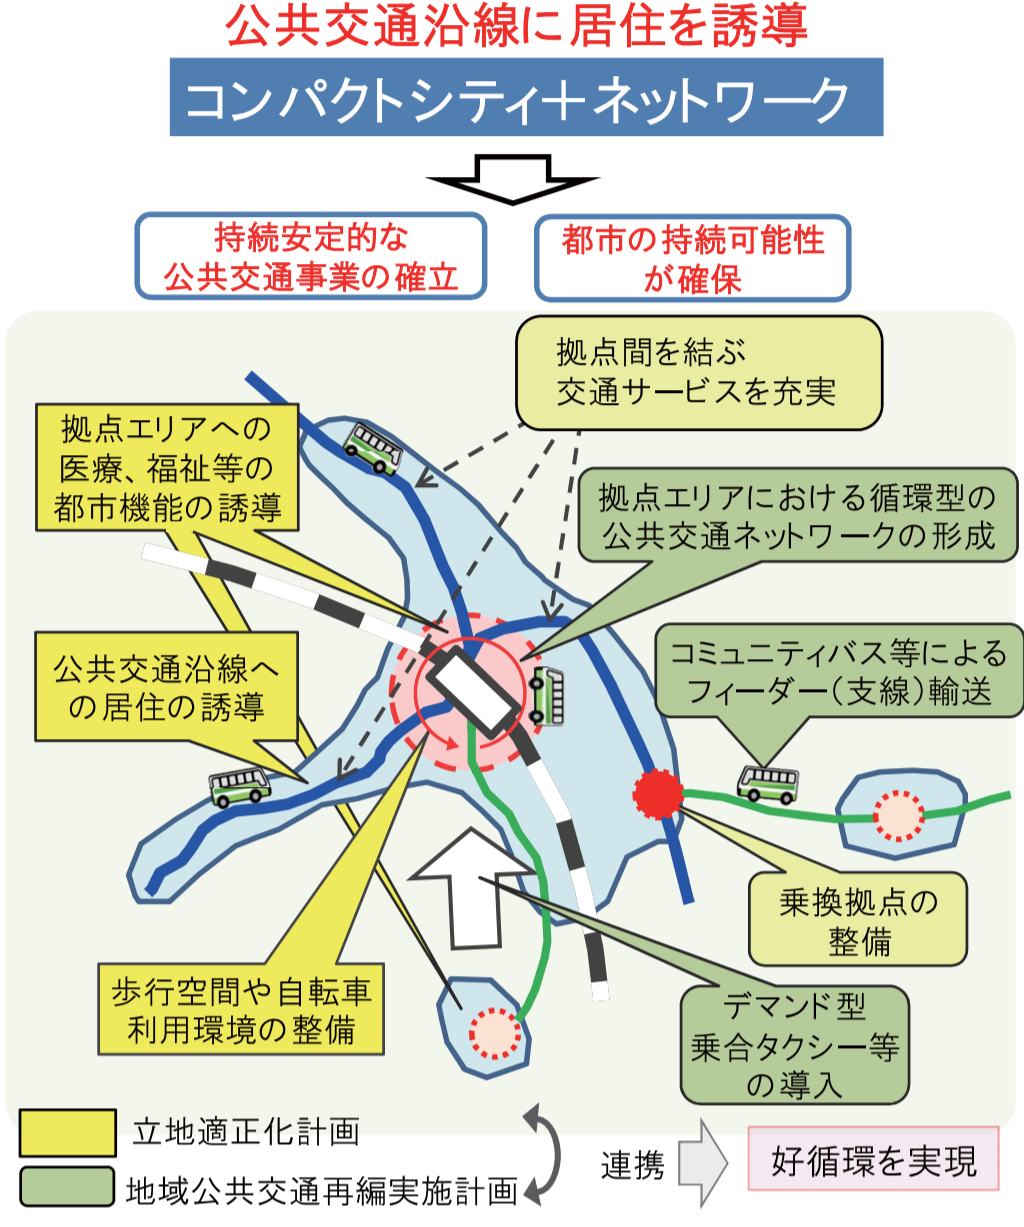 公共交通沿線に居住を誘導
コンパクトシティ＋ネットワーク
持続安定的な
公共交通事業の確立
都市の持続可能性
が確保
拠点間を結ぶ
交通サービスを充実
拠点エリアへの
医療、福祉等の
都市機能の誘導
拠点エリアにおける循環型の
公共交通ネットワークの形成
公共交通沿線へ
の居住の誘導
コミュニティバス等による
フィーダー（支線）輸送
乗換拠点の
整備
歩行空間や自転車
利用環境の整備
デマンド型
乗合タクシー等
の導入
立地適正化計画
地域公共交通再編実施計画
連携
好循環を実現